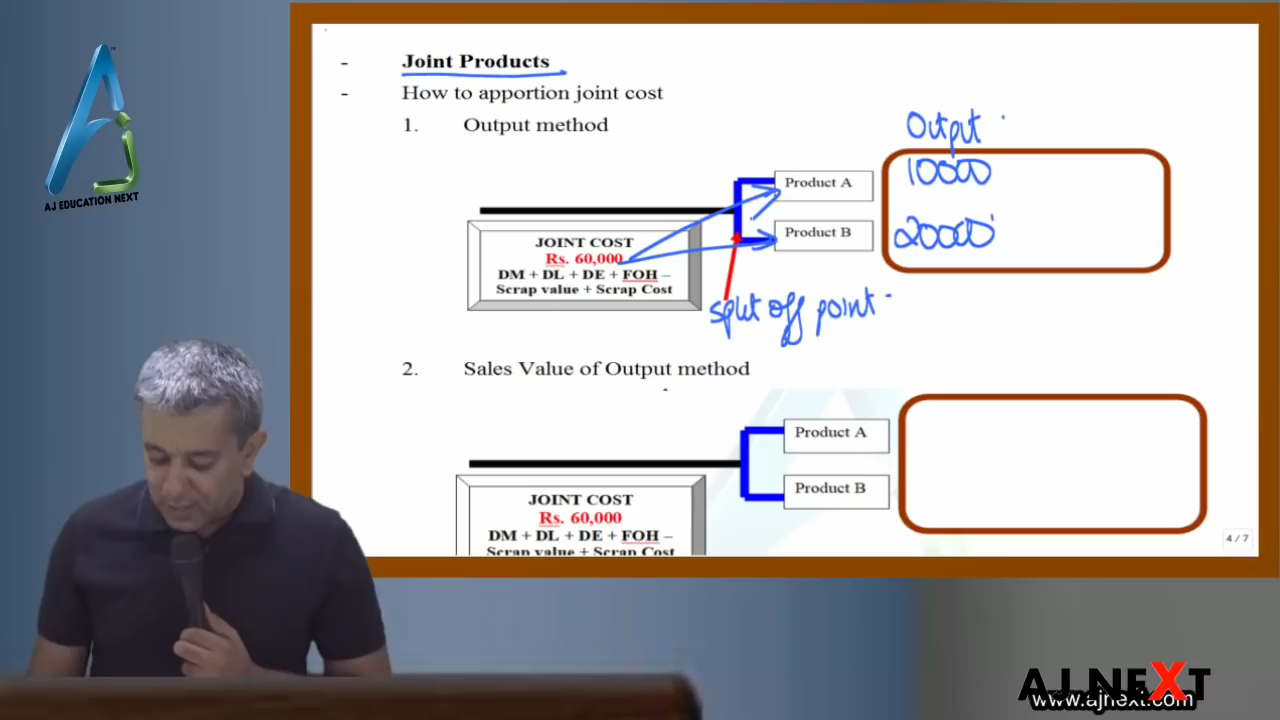 AJ EDUCATION NEXT
- Joint Products
- How to apportion joint cost
1. Output method
Output
Product A
10000
Product B
20000
JOINT COST
Rs. 60,000
DM + DL + DE + FOH –
Scrap value + Scrap Cost
split off point
2. Sales Value of Output method
Product A
Product B
JOINT COST
Rs. 60,000
DM + DL + DE + FOH –
Scrap value + Scrap Cost
4 / 7
AJ NEXT
www.ajnext.com